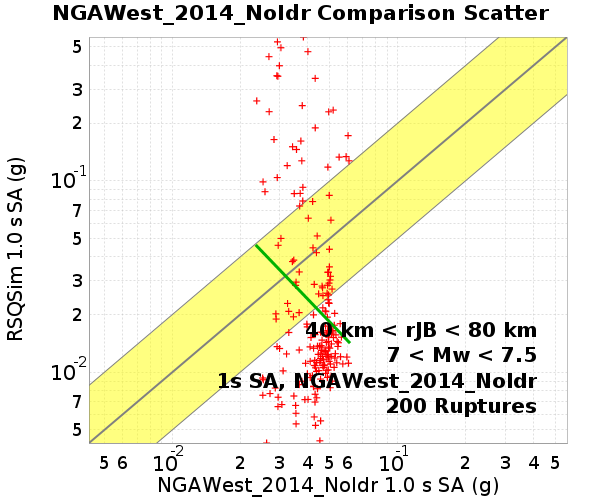 NGAWest_2014_NoIdr Comparison Scatter
RSQSim 1.0 s SA (g)
5
3
2
10-1
7
5
3
2
10-2
7
5
40 km < rJB < 80 km
7 < Mw < 7.5
1s SA, NGAWest_2014_NoIdr
200 Ruptures
5 6 10-2 2 3 4 5 6 10-1 2 3 4 5
NGAWest_2014_NoIdr 1.0 s SA (g)